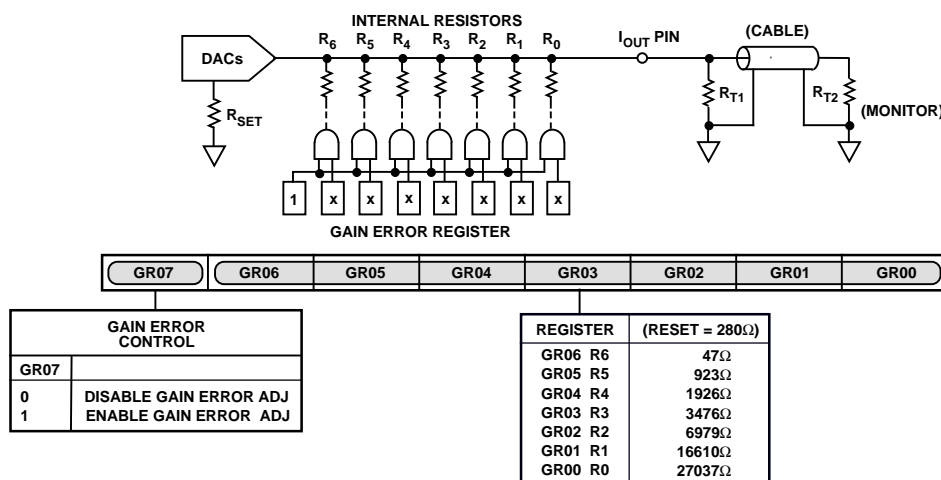 INTERNAL RESISTORS
R6 R5 R4 R3 R2 R1 R0
IOUT PIN
(CABLE)
DACs
RSET
RT1
RT2
(MONITOR)
1 x x x x x x x
GAIN ERROR REGISTER
GR07 GR06 GR05 GR04 GR03 GR02 GR01 GR00
GAIN ERROR
CONTROL
GR07
0 DISABLE GAIN ERROR ADJ
1 ENABLE GAIN ERROR ADJ
REGISTER (RESET = 280Ω)
GR06 R6 47Ω
GR05 R5 923Ω
GR04 R4 1926Ω
GR03 R3 3476Ω
GR02 R2 6979Ω
GR01 R1 16610Ω
GR00 R0 27037Ω